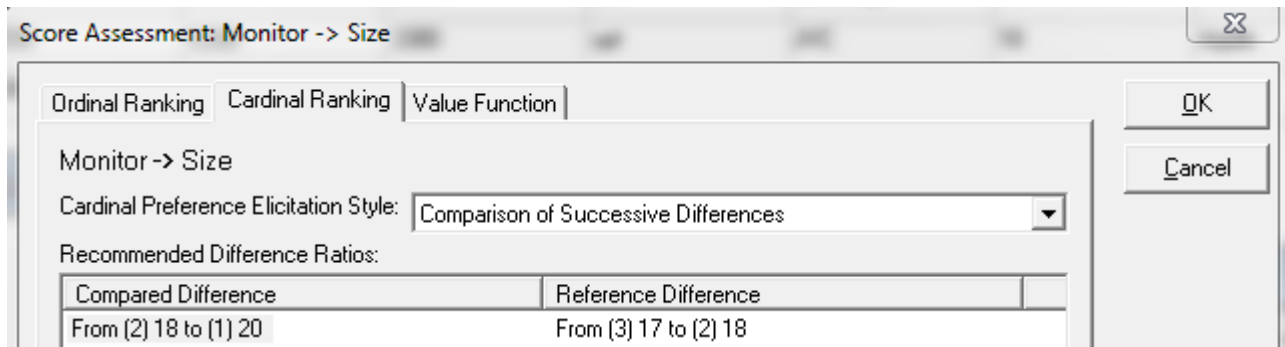 Score Assessment: Monitor -> Size
Ordinal Ranking Cardinal Ranking Value Function
OK
Monitor -> Size
Cancel
Cardinal Preference Elicitation Style: Comparison of Successive Differences
Recommended Difference Ratios:
Compared Difference Reference Difference
From (2) 18 to (1) 20 From (3) 17 to (2) 18